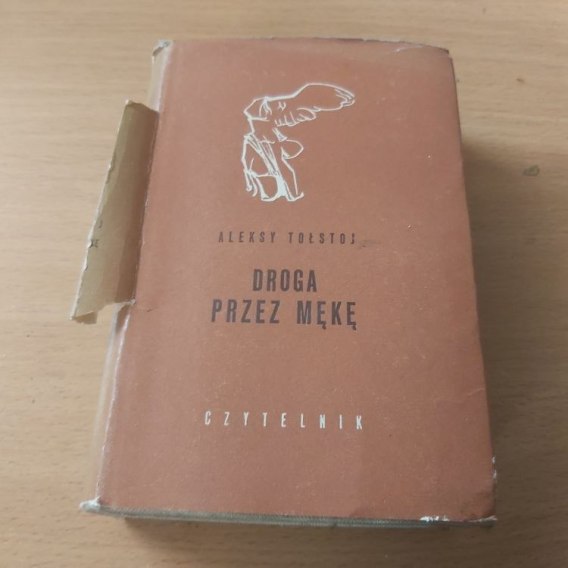 ALEKSY TOŁSTOJ
DROGA
PRZEZ MĘKĘ
CZYTELNIK